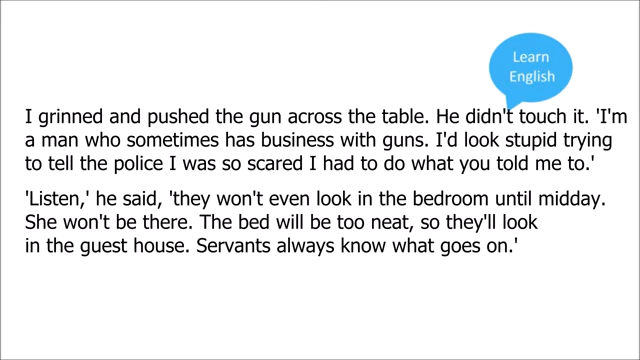 Learn
English
I grinned and pushed the gun across the table. He didn't touch it. 'I'm
a man who sometimes has business with guns. I'd look stupid trying
to tell the police I was so scared I had to do what you told me to.'
'Listen,' he said, 'they won't even look in the bedroom until midday.
She won't be there. The bed will be too neat, so they'll look
in the guest house. Servants always know what goes on.'